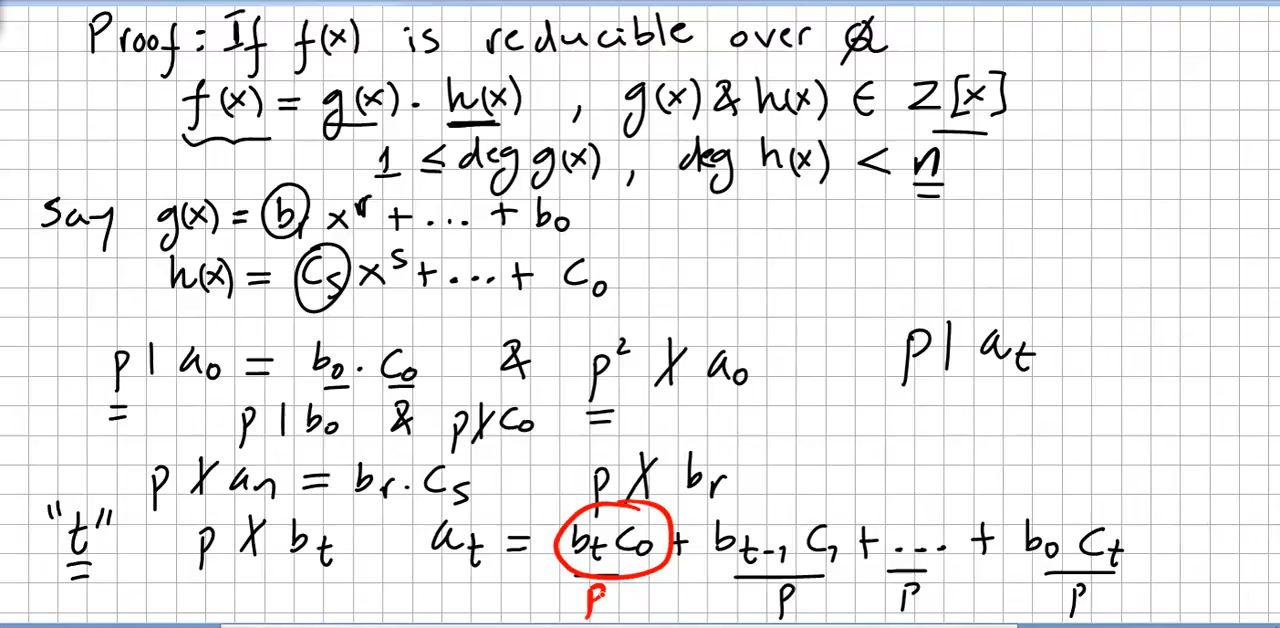 Proof: If f(x) is reducible over Q
f(x) = g(x) · h(x) , g(x) & h(x) ∈ Z[x]
1 ≤ deg g(x) , deg h(x) < n
Say g(x) = b_r x^r + ... + b_0
h(x) = c_s x^s + ... + c_0
p | a_0 = b_0 . c_0 & p^2 ∤ a_0 p | a_t
p | b_0 & p ∤ c_0
p ∤ a_n = b_r . c_s p ∤ b_r
"t" p ∤ b_t a_t = b_t c_0 + b_{t-1} c_1 + ... + b_0 c_t
p p p p